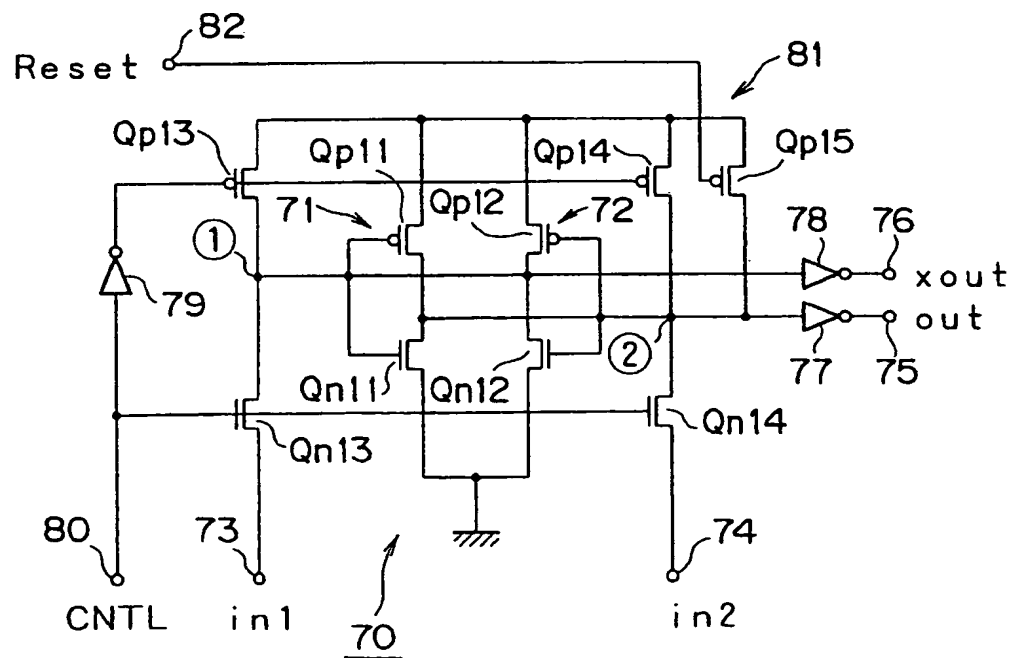 82
Reset
81
Qp13
Qp11
Qp14
Qp15
71
Qp12
72
78
76
①
xout
79
out
②
77
75
Qn11
Qn12
Qn13
Qn14
80
73
74
CNTL
in1
in2
70